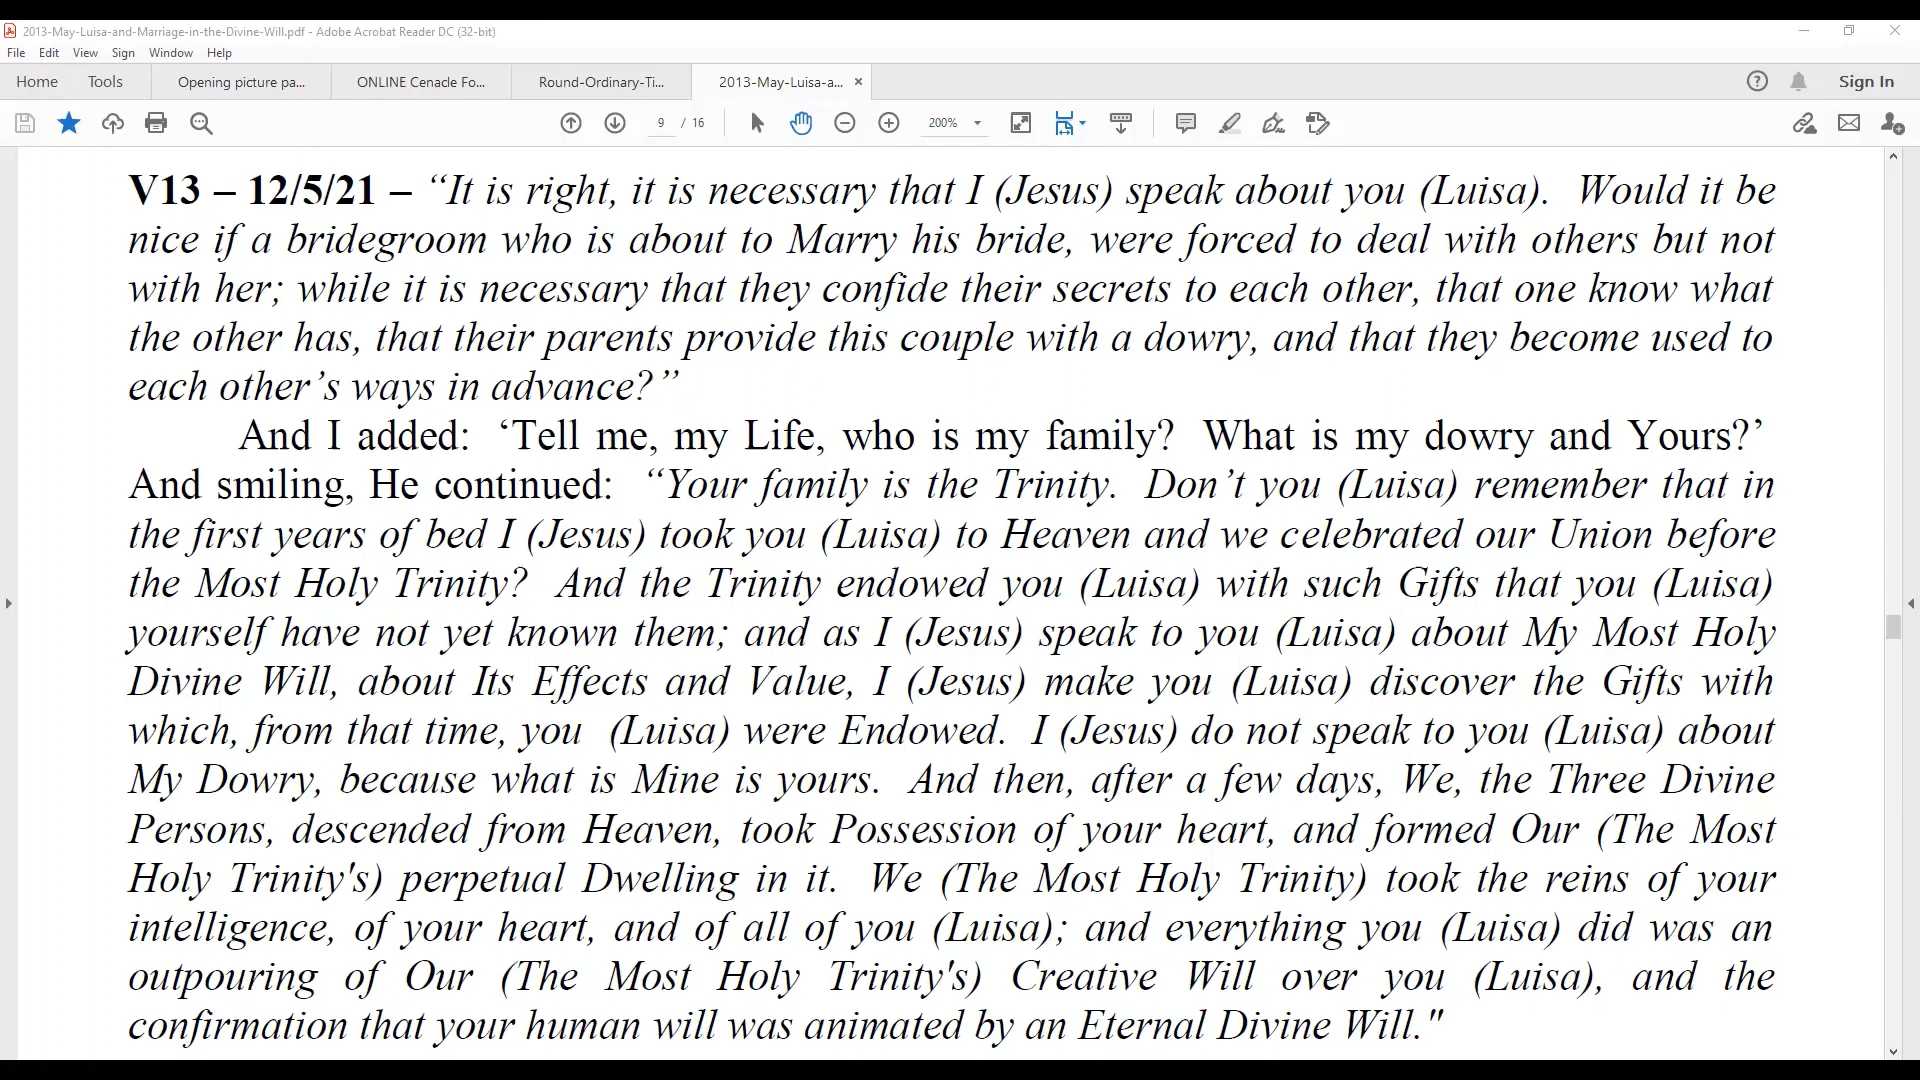 2013-May-Luisa-and-Marriage-in-the-Divine-Will.pdf - Adobe Acrobat Reader DC (32-bit)
File Edit View Sign Window Help
Home Tools Opening picture pa... ONLINE Cenacle Fo... Round-Ordinary-Ti... 2013-May-Luisa-a... × Sign In
9 / 16 200%
V13 – 12/5/21 – “It is right, it is necessary that I (Jesus) speak about you (Luisa). Would it be
nice if a bridegroom who is about to Marry his bride, were forced to deal with others but not
with her; while it is necessary that they confide their secrets to each other, that one know what
the other has, that their parents provide this couple with a dowry, and that they become used to
each other’s ways in advance?”
And I added: ‘Tell me, my Life, who is my family? What is my dowry and Yours?’
And smiling, He continued: “Your family is the Trinity. Don’t you (Luisa) remember that in
the first years of bed I (Jesus) took you (Luisa) to Heaven and we celebrated our Union before
the Most Holy Trinity? And the Trinity endowed you (Luisa) with such Gifts that you (Luisa)
yourself have not yet known them; and as I (Jesus) speak to you (Luisa) about My Most Holy
Divine Will, about Its Effects and Value, I (Jesus) make you (Luisa) discover the Gifts with
which, from that time, you (Luisa) were Endowed. I (Jesus) do not speak to you (Luisa) about
My Dowry, because what is Mine is yours. And then, after a few days, We, the Three Divine
Persons, descended from Heaven, took Possession of your heart, and formed Our (The Most
Holy Trinity's) perpetual Dwelling in it. We (The Most Holy Trinity) took the reins of your
intelligence, of your heart, and of all of you (Luisa); and everything you (Luisa) did was an
outpouring of Our (The Most Holy Trinity's) Creative Will over you (Luisa), and the
confirmation that your human will was animated by an Eternal Divine Will."